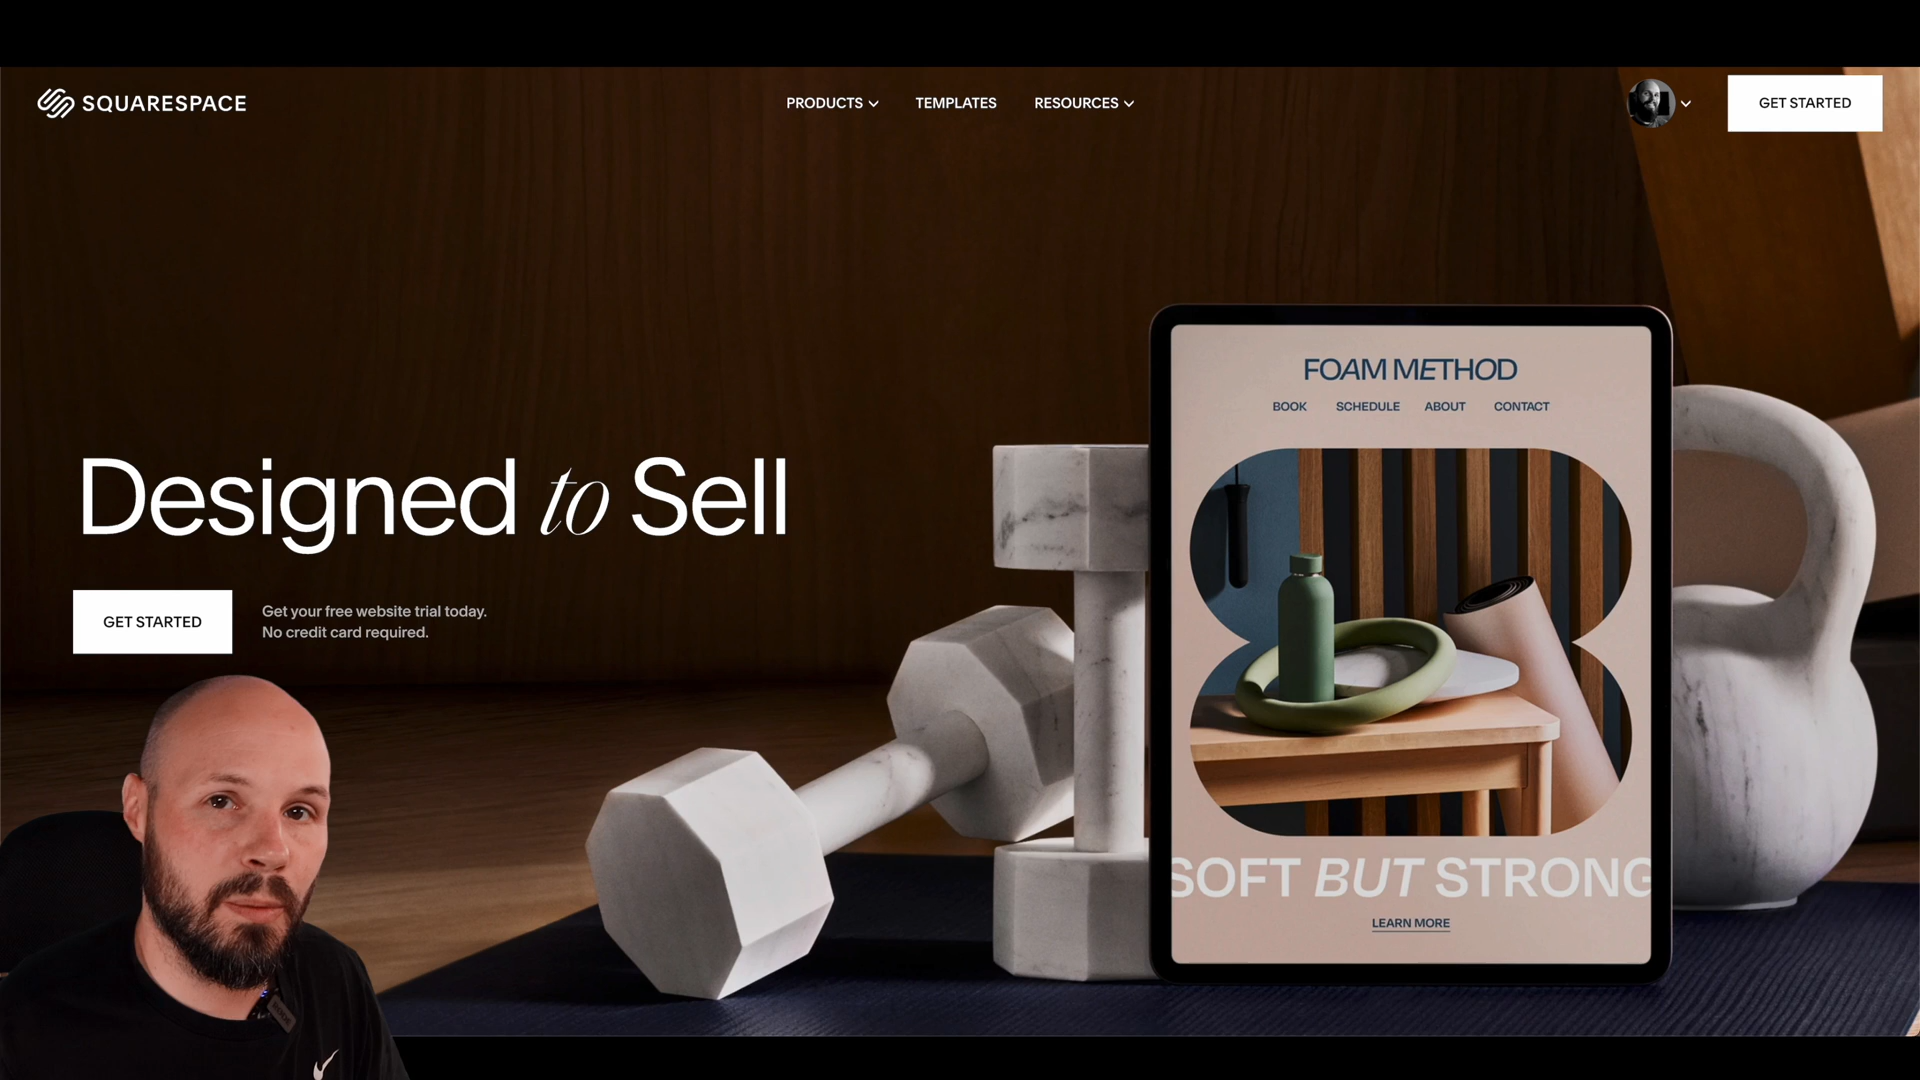 SQUARESPACE
PRODUCTS
TEMPLATES
RESOURCES
GET STARTED
Designed to Sell
GET STARTED
Get your free website trial today.
No credit card required.
FOAM METHOD
BOOK
SCHEDULE
ABOUT
CONTACT
SOFT BUT STRONG
LEARN MORE